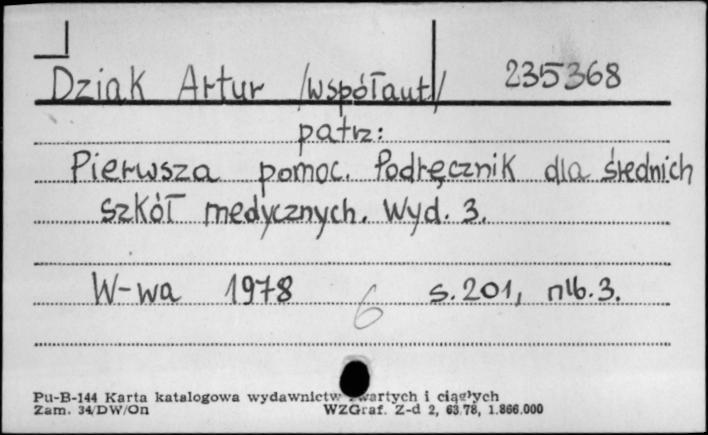 Dziak Artur /współaut/ 235368
patrz:
Pierwsza pomoc. Podręcznik dla średnich
szkół medycznych. Wyd. 3.
W-wa 1978 s. 201, nlb. 3.
6
Pu-B-144 Karta katalogowa wydawnictw zwartych i ciągłych
Zam. 34/DW/On WZGraf. Z-d 2, 63.78, 1.866.000